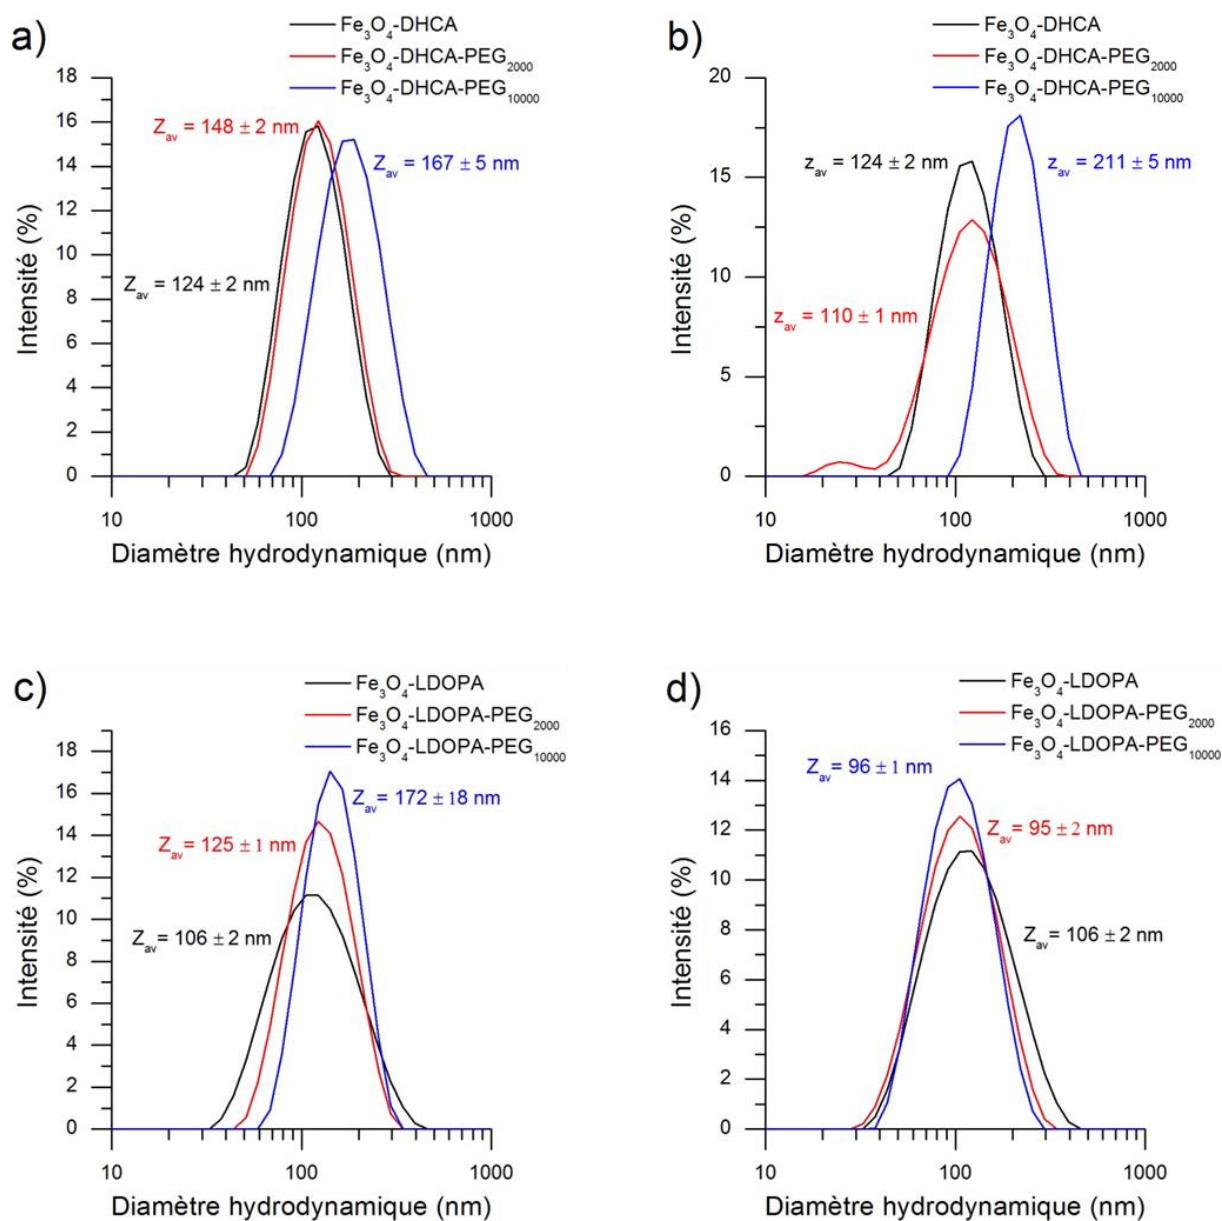 a)
Fe3O4-DHCA
Fe3O4-DHCA-PEG2000
Fe3O4-DHCA-PEG10000
18
16
14
12
10
8
6
4
2
0
Intensité (%)
Zav = 148 ± 2 nm
Zav = 167 ± 5 nm
Zav = 124 ± 2 nm
10
100
1000
Diamètre hydrodynamique (nm)
b)
Fe3O4-DHCA
Fe3O4-DHCA-PEG2000
Fe3O4-DHCA-PEG10000
20
15
10
5
0
Intensité (%)
zav = 124 ± 2 nm
zav = 211 ± 5 nm
zav = 110 ± 1 nm
10
100
1000
Diamètre hydrodynamique (nm)
c)
Fe3O4-LDOPA
Fe3O4-LDOPA-PEG2000
Fe3O4-LDOPA-PEG10000
18
16
14
12
10
8
6
4
2
0
Intensité (%)
Zav = 172 ± 18 nm
Zav = 125 ± 1 nm
Zav = 106 ± 2 nm
10
100
1000
Diamètre hydrodynamique (nm)
d)
Fe3O4-LDOPA
Fe3O4-LDOPA-PEG2000
Fe3O4-LDOPA-PEG10000
16
14
12
10
8
6
4
2
0
Intensité (%)
Zav = 96 ± 1 nm
Zav = 95 ± 2 nm
Zav = 106 ± 2 nm
10
100
1000
Diamètre hydrodynamique (nm)